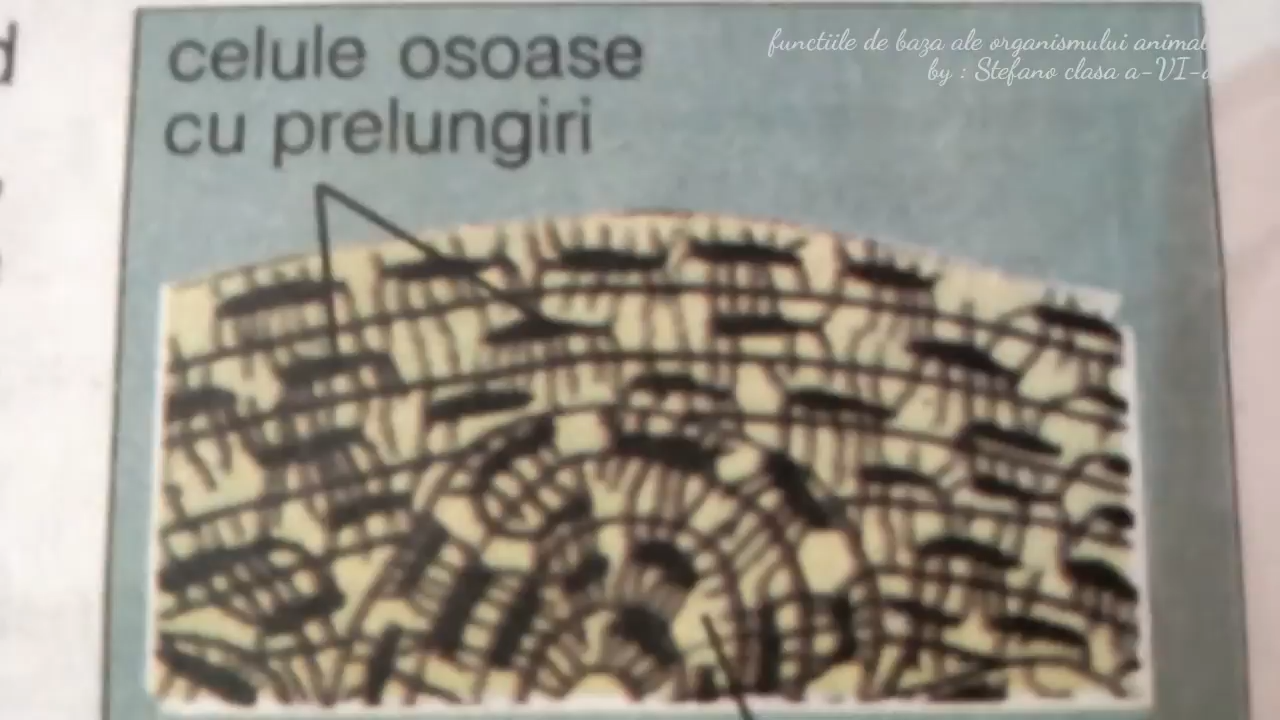 celule osoase
cu prelungiri
functiile de baza ale organismului animal
by : Stefano clasa a-VI-a